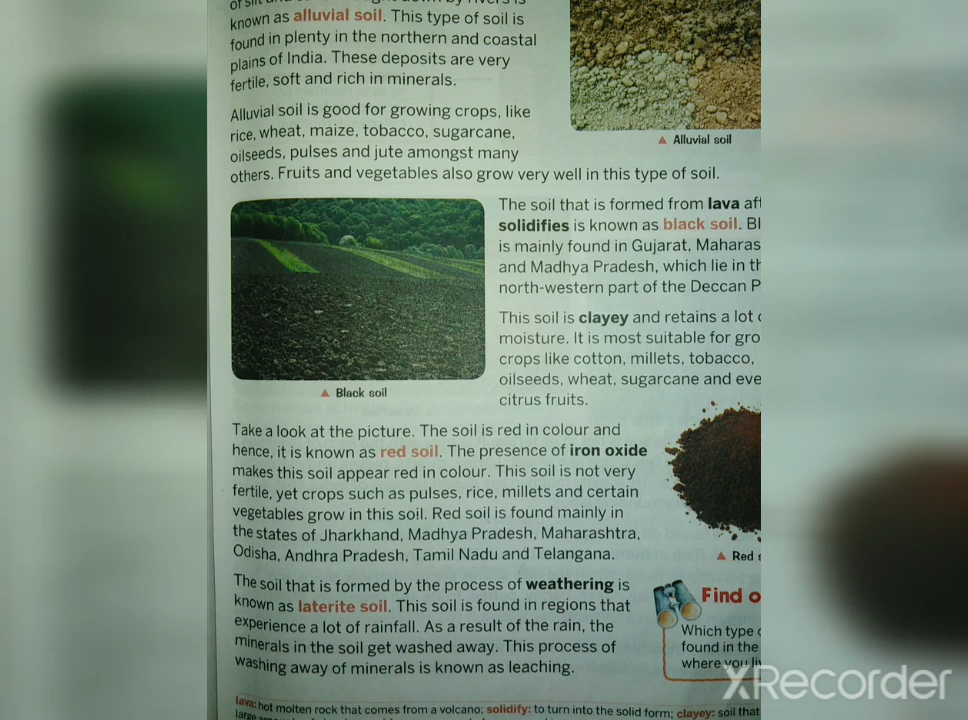 known as alluvial soil. This type of soil is
found in plenty in the northern and coastal
plains of India. These deposits are very
fertile, soft and rich in minerals.
Alluvial soil is good for growing crops, like
rice, wheat, maize, tobacco, sugarcane,
oilseeds, pulses and jute amongst many
others. Fruits and vegetables also grow very well in this type of soil.
▲ Alluvial soil
The soil that is formed from lava
solidifies is known as black soil.
is mainly found in Gujarat,
and Madhya Pradesh, which lie in
north-western part of the Deccan
This soil is clayey and retains a lot
moisture. It is most suitable for
crops like cotton, millets, tobacco,
oilseeds, wheat, sugarcane and
citrus fruits.
▲ Black soil
Take a look at the picture. The soil is red in colour and
hence, it is known as red soil. The presence of iron oxide
makes this soil appear red in colour. This soil is not very
fertile, yet crops such as pulses, rice, millets and certain
vegetables grow in this soil. Red soil is found mainly in
the states of Jharkhand, Madhya Pradesh, Maharashtra,
Odisha, Andhra Pradesh, Tamil Nadu and Telangana.
▲ Red
The soil that is formed by the process of weathering is
known as laterite soil. This soil is found in regions that
experience a lot of rainfall. As a result of the rain, the
minerals in the soil get washed away. This process of
washing away of minerals is known as leaching.
Find
Which type
found in the
where you
lava: hot molten rock that comes from a volcano; solidify: to turn into the solid form; clayey: soil that
XRecorder